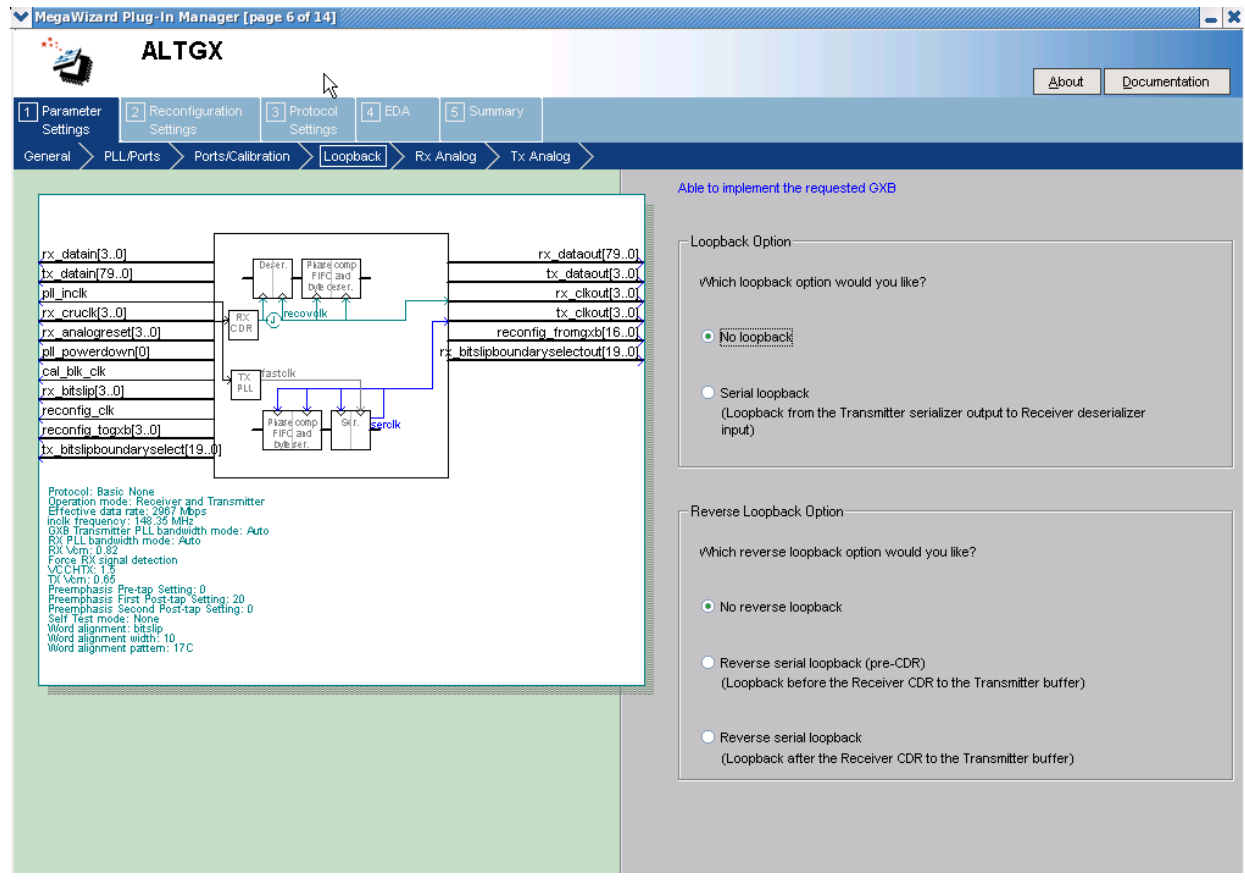 MegaWizard Plug-In Manager [page 6 of 14]
ALTGX
About
Documentation
1 Parameter Settings
2 Reconfiguration Settings
3 Protocol Settings
4 EDA
5 Summary
General
PLL/Ports
Ports/Calibration
Loopback
Rx Analog
Tx Analog
rx_datain[3..0]
tx_datain[79..0]
pll_inclk
rx_cruclk[3..0]
rx_analogreset[3..0]
pll_powerdown[0]
cal_blk_clk
rx_bitslip[3..0]
reconfig_clk
reconfig_togxb[3..0]
tx_bitslipboundaryselect[19..0]
Deser.
Phase comp
FIFO and
byte deser.
RX
CDR
recovclk
TX
PLL
fastclk
Phase comp
FIFO and
byte ser.
Ser.
serclk
rx_dataout[79..0]
tx_dataout[3..0]
rx_clkout[3..0]
tx_clkout[3..0]
reconfig_fromgxb[16..0]
rx_bitslipboundaryselectout[19..0]
Protocol: Basic None
Operation mode: Receiver and Transmitter
Effective data rate: 2967 Mbps
inclk frequency: 148.35 MHz
GXB Transmitter PLL bandwidth mode: Auto
RX PLL bandwidth mode: Auto
RX Vcm: 0.82
Force RX signal detection
VCCHTX: 1.5
TX Vcm: 0.65
Preemphasis Pre-tap Setting: 0
Preemphasis First Post-tap Setting: 20
Preemphasis Second Post-tap Setting: 0
Self Test mode: None
Word alignment: bitslip
Word alignment width: 10
Word alignment pattern: 17C
Able to implement the requested GXB
Loopback Option
Which loopback option would you like?
No loopback
Serial loopback
(Loopback from the Transmitter serializer output to Receiver deserializer
input)
Reverse Loopback Option
Which reverse loopback option would you like?
No reverse loopback
Reverse serial loopback (pre-CDR)
(Loopback before the Receiver CDR to the Transmitter buffer)
Reverse serial loopback
(Loopback after the Receiver CDR to the Transmitter buffer)